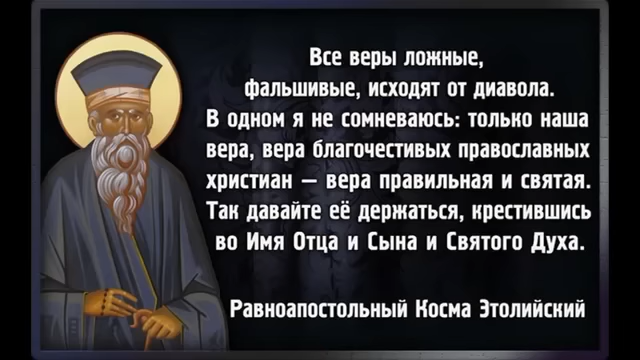 Все веры ложные,
фальшивые, исходят от диавола.
В одном я не сомневаюсь: только наша
вера, вера благочестивых православных
христиан — вера правильная и святая.
Так давайте её держаться, крестившись
во Имя Отца и Сына и Святого Духа.
Равноапостольный Косма Этолийский